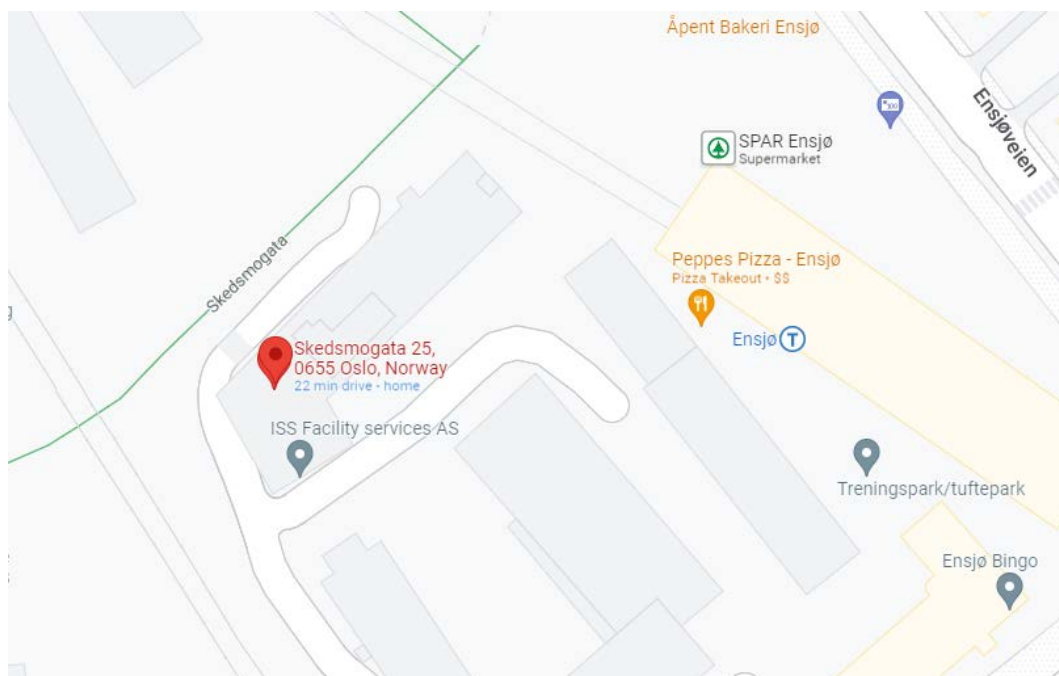 Åpent Bakeri Ensjø
Ensjøveien
SPAR Ensjø
Supermarket
Skedsmogata
Peppes Pizza - Ensjø
Pizza Takeout • $$
Ensjø T
Skedsmogata 25,
0655 Oslo, Norway
22 min drive - home
ISS Facility services AS
Treningspark/tuftepark
Ensjø Bingo